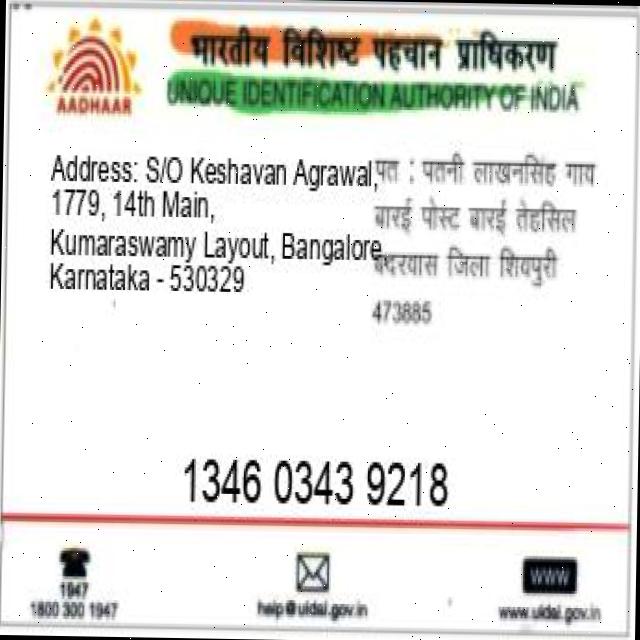 भारतीय विशिष्ट पहचान प्राधिकरण
UNIQUE IDENTIFICATION AUTHORITY OF INDIA
AADHAAR
Address: S/O Keshavan Agrawal,
1779, 14th Main,
Kumaraswamy Layout, Bangalore
Karnataka - 530329
पत : पतनी लाखनसिंह गाव
बारई पोस्ट बारई तेहसिल
बदरवास जिला शिवपुरी
473885
1346 0343 9218
1947
1800 300 1947
help@uidai.gov.in
www
www.uidai.gov.in